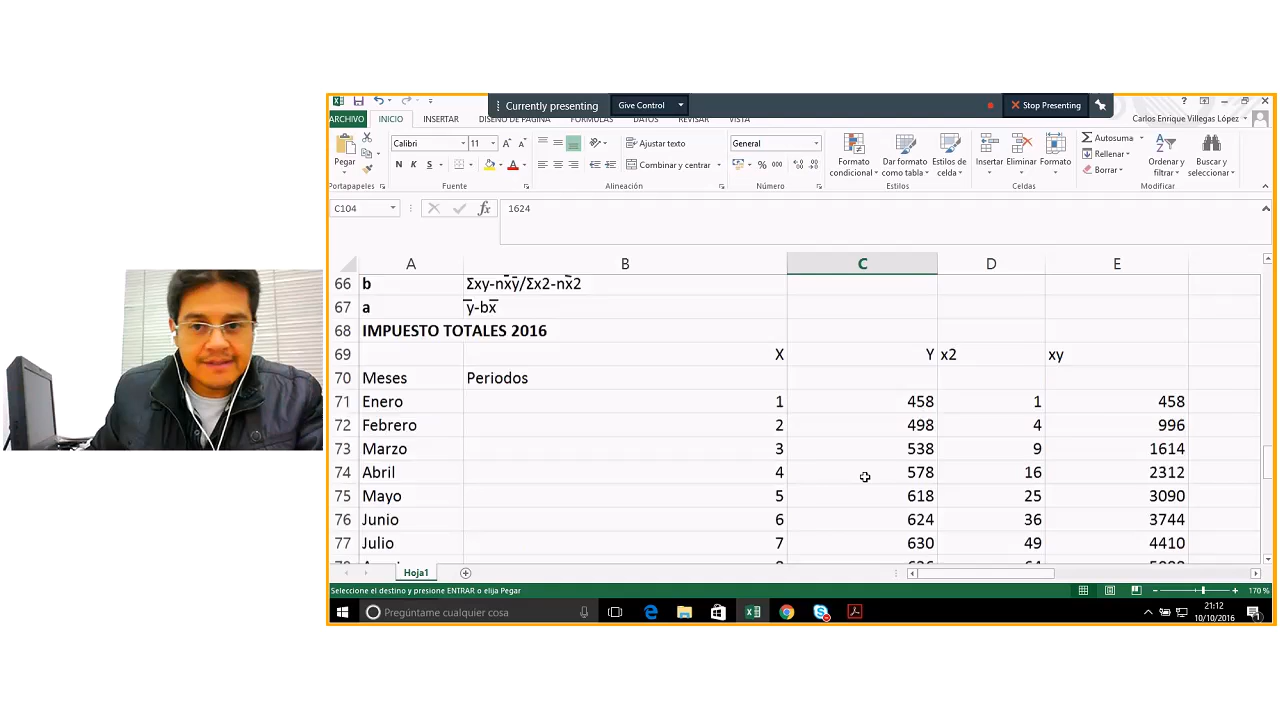 Currently presenting
Give Control
Stop Presenting
ARCHIVO
INICIO
INSERTAR
DISEÑO DE PÁGINA
FÓRMULAS
DATOS
REVISAR
VISTA
Carlos Enrique Villegas López
Pegar
Calibri
11
N K S
Ajustar texto
Combinar y centrar
General
% 000
Formato condicional
Dar formato como tabla
Estilos de celda
Insertar
Eliminar
Formato
Autosuma
Rellenar
Borrar
Ordenar y filtrar
Buscar y seleccionar
Portapapeles
Fuente
Alineación
Número
Estilos
Celdas
Modificar
C104
fx
1624
A B C D E
66 b Σxy-nx̅y̅/Σx2-nx̅2
67 a y̅-bx̅
68 IMPUESTO TOTALES 2016
69 X Y x2 xy
70 Meses Periodos
71 Enero 1 458 1 458
72 Febrero 2 498 4 996
73 Marzo 3 538 9 1614
74 Abril 4 578 16 2312
75 Mayo 5 618 25 3090
76 Junio 6 624 36 3744
77 Julio 7 630 49 4410
Hoja1
Seleccione el destino y presione ENTRAR o elija Pegar
170 %
Pregúntame cualquier cosa
21:12
10/10/2016